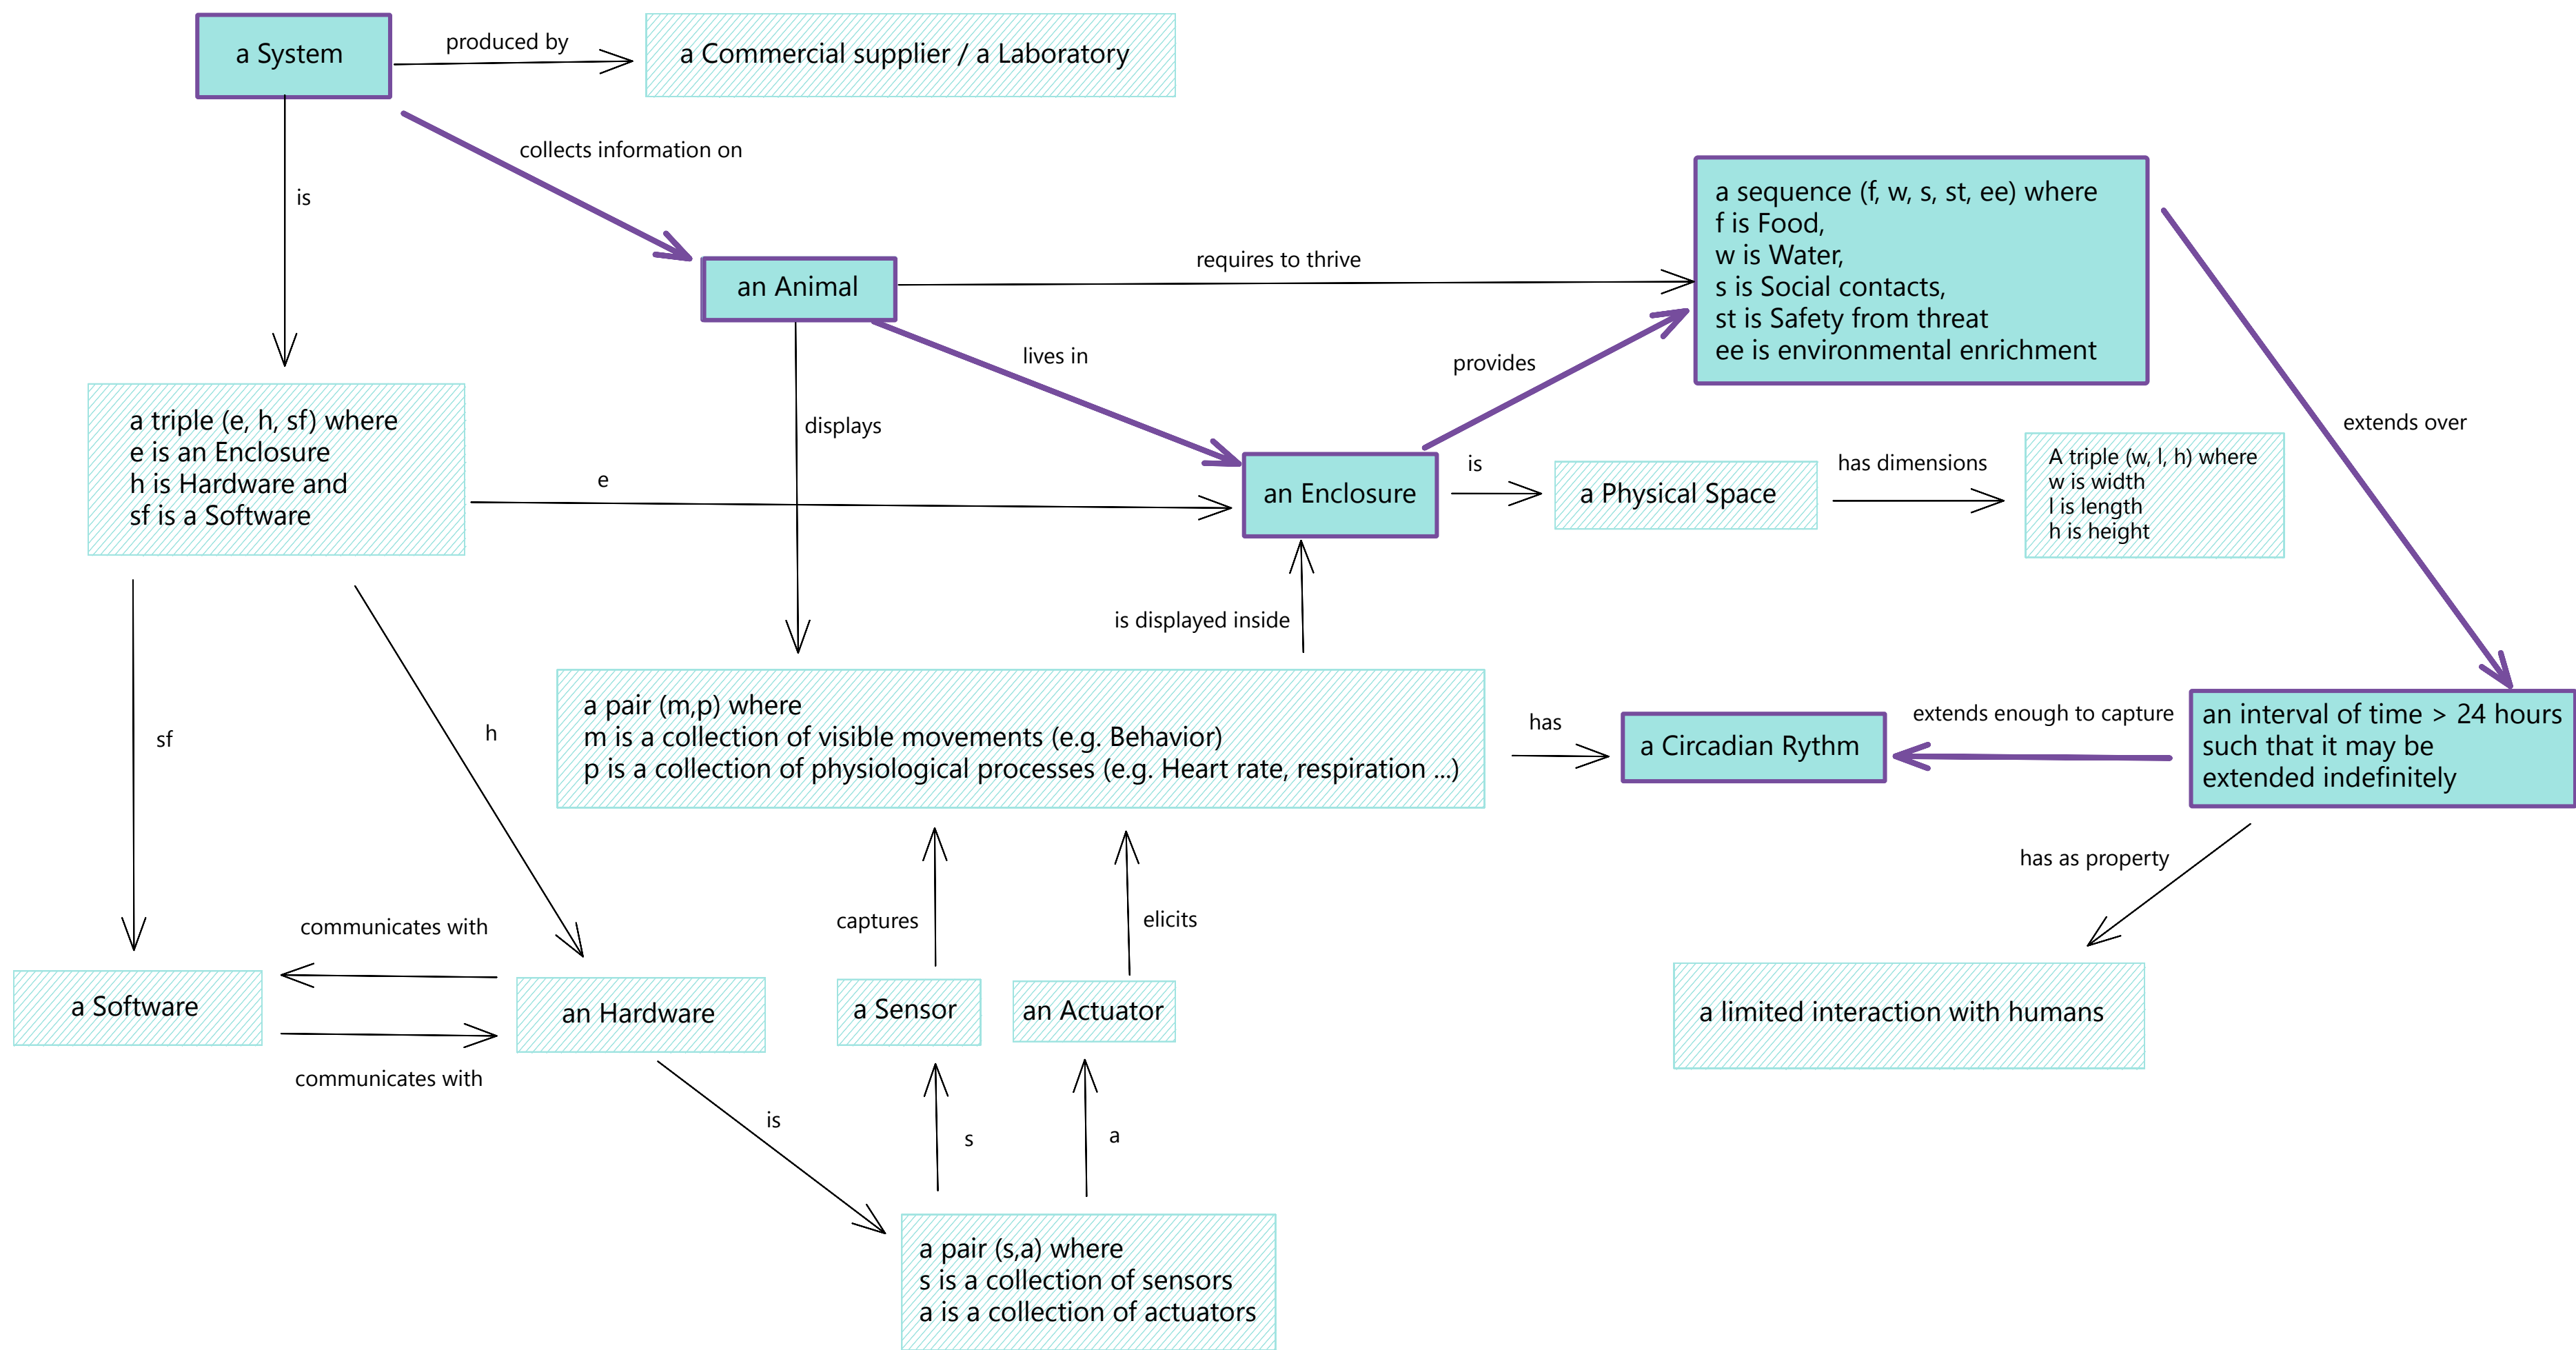 a System
produced by
a Commercial supplier / a Laboratory
collects information on
is
a sequence (f, w, s, st, ee) where
f is Food,
w is Water,
s is Social contacts,
st is Safety from threat
ee is environmental enrichment
requires to thrive
an Animal
lives in
provides
extends over
displays
a triple (e, h, sf) where
e is an Enclosure
h is Hardware and
sf is a Software
e
an Enclosure
is
a Physical Space
has dimensions
A triple (w, l, h) where
w is width
l is length
h is height
is displayed inside
a pair (m,p) where
m is a collection of visible movements (e.g. Behavior)
p is a collection of physiological processes (e.g. Heart rate, respiration ...)
has
a Circadian Rythm
extends enough to capture
an interval of time > 24 hours
such that it may be
extended indefinitely
sf
h
has as property
captures
elicits
communicates with
a Software
an Hardware
a Sensor
an Actuator
a limited interaction with humans
communicates with
is
s
a
a pair (s,a) where
s is a collection of sensors
a is a collection of actuators